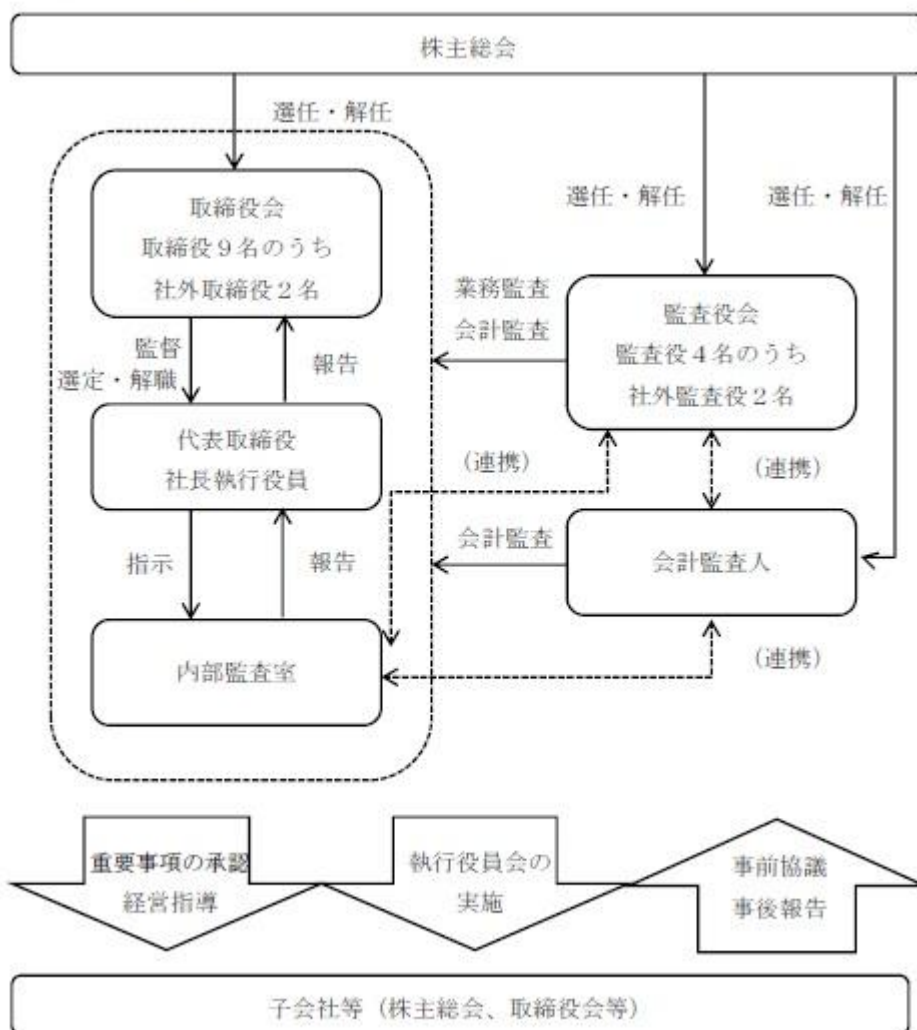 株主総会
選任・解任
選任・解任
選任・解任
取締役会
取締役９名のうち
社外取締役２名
業務監査
会計監査
監査役会
監査役４名のうち
社外監査役２名
監督
選定・解職
報告
代表取締役
社長執行役員
（連携）
（連携）
指示
報告
会計監査
会計監査人
内部監査室
（連携）
重要事項の承認
経営指導
執行役員会の
実施
事前協議
事後報告
子会社等（株主総会、取締役会等）